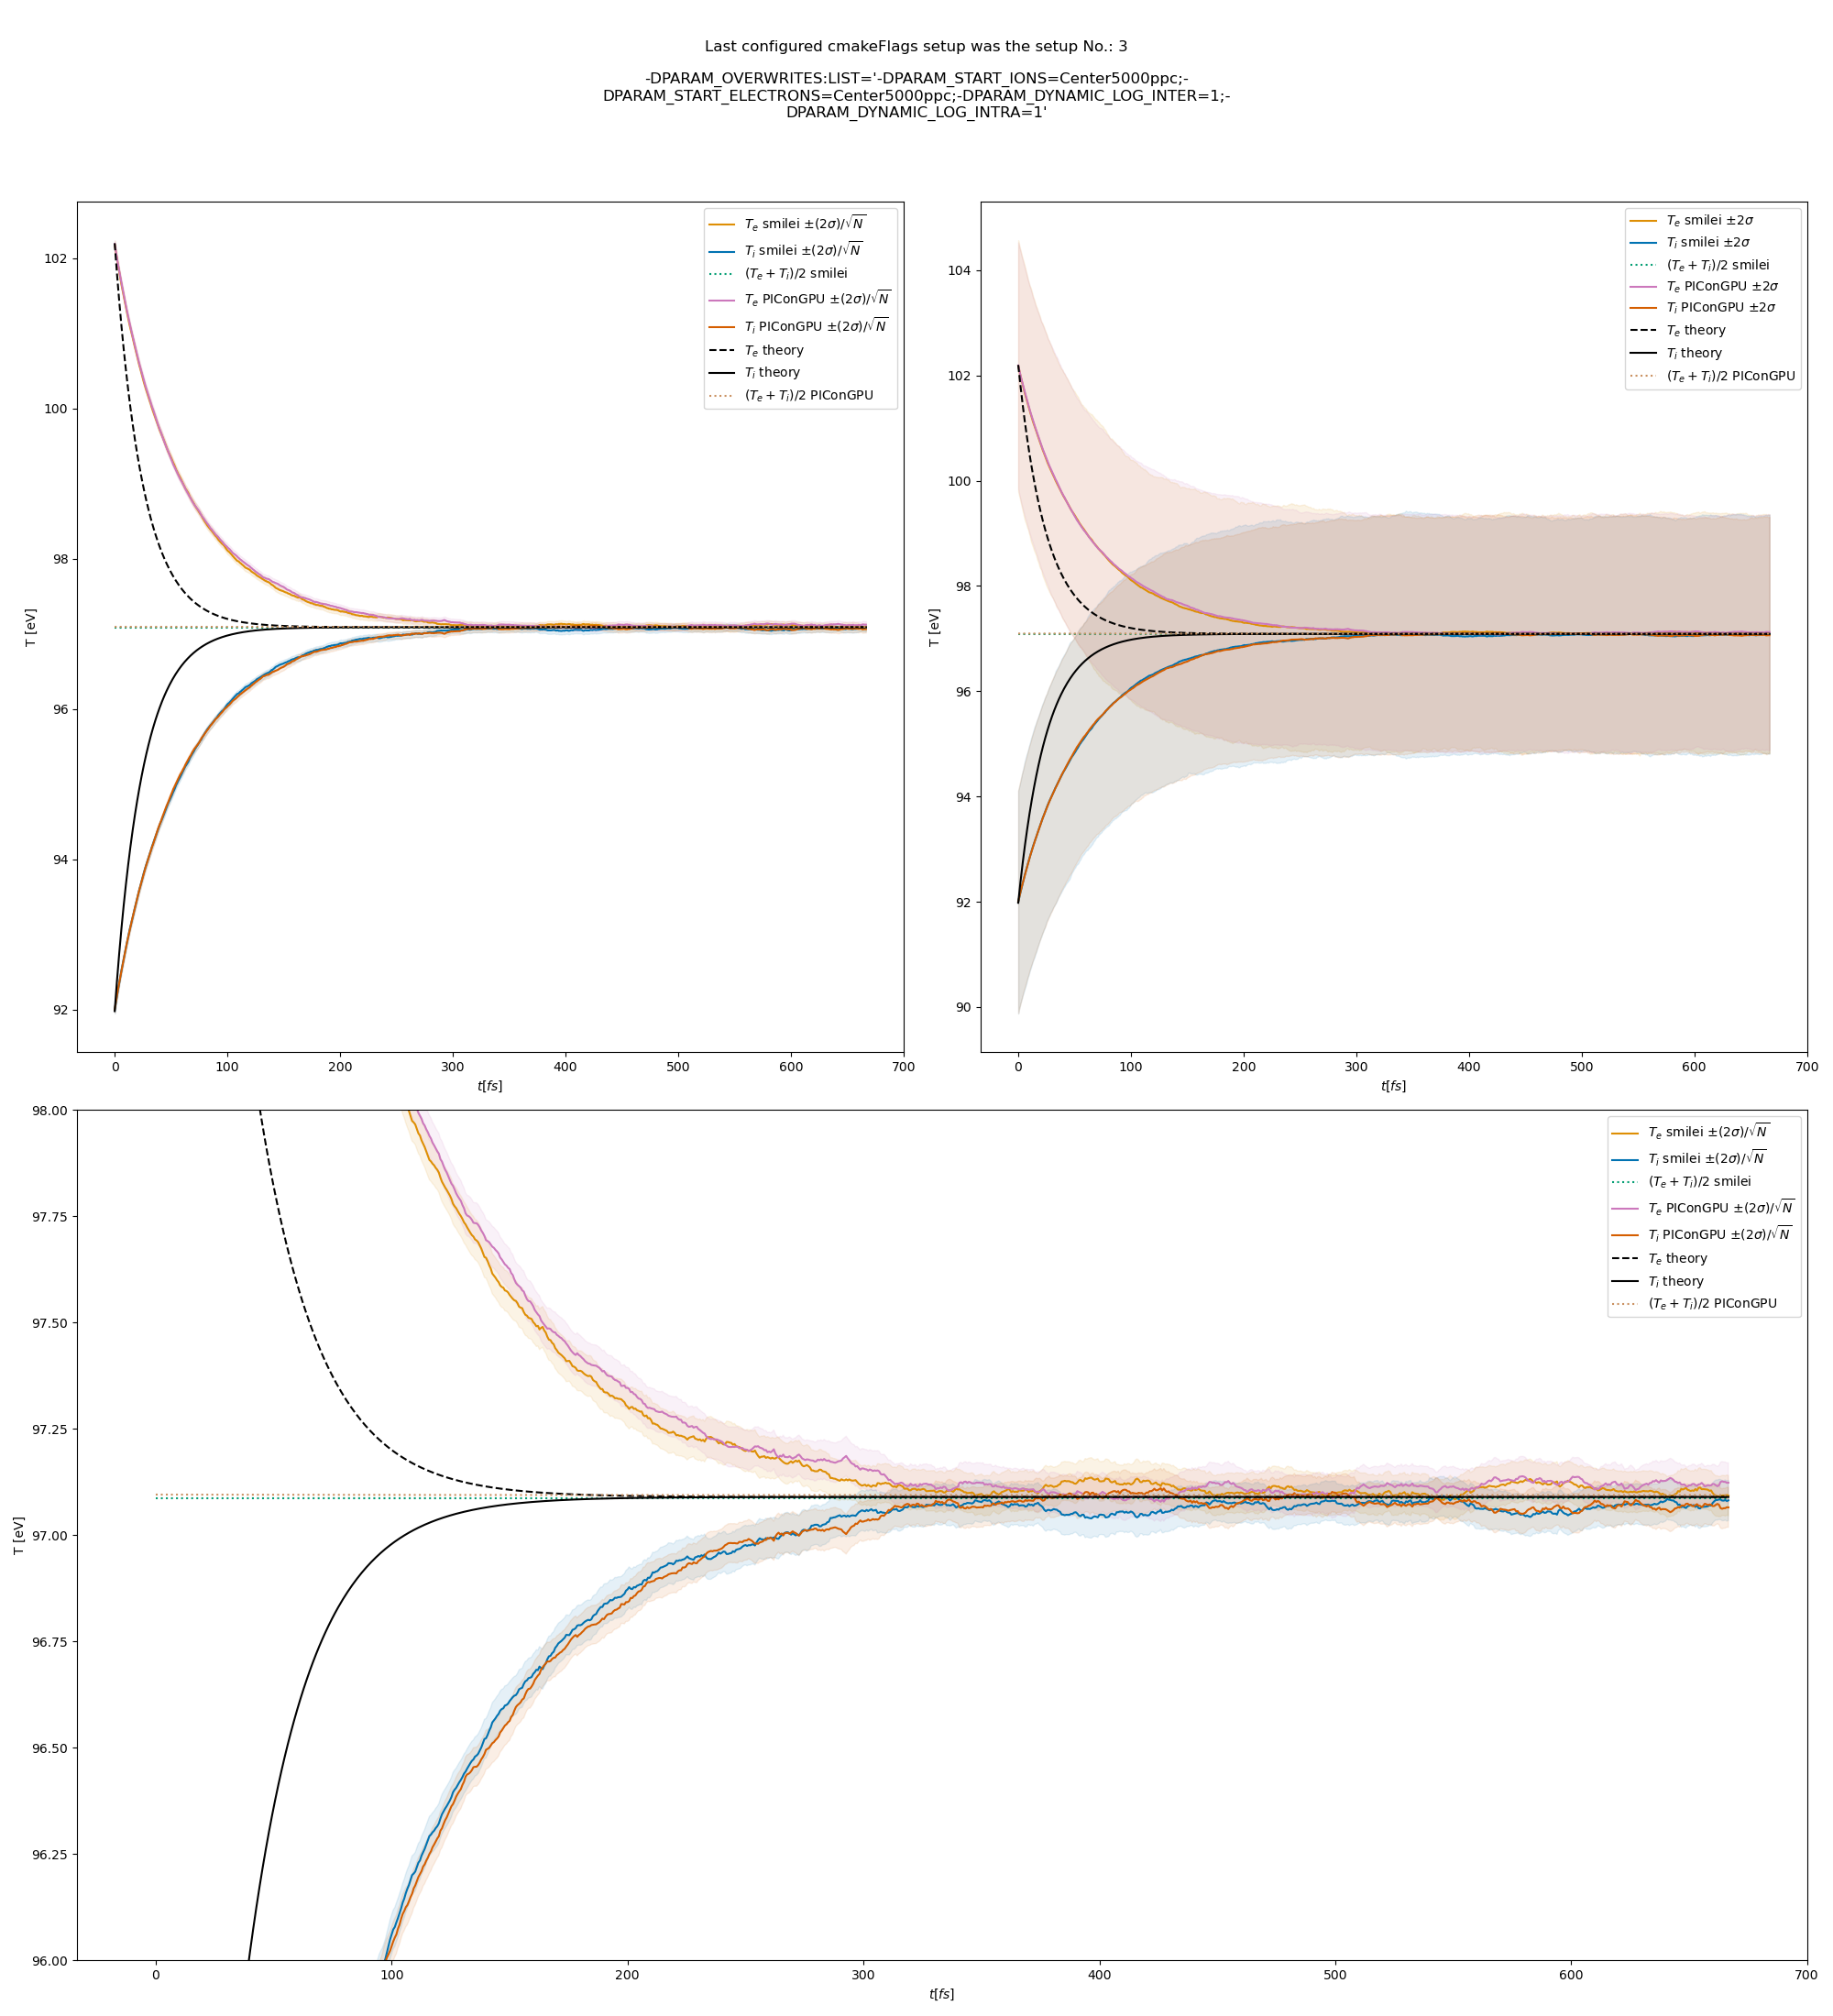 Last configured cmakeFlags setup was the setup No.: 3
-DPARAM_OVERWRITES:LIST='-DPARAM_START_IONS=Center5000ppc;-
DPARAM_START_ELECTRONS=Center5000ppc;-DPARAM_DYNAMIC_LOG_INTER=1;-
DPARAM_DYNAMIC_LOG_INTRA=1'
T [eV]
102
100
98
96
94
92
0 100 200 300 400 500 600 700
t[fs]
T_e smilei ±(2σ)/√N
T_i smilei ±(2σ)/√N
(T_e + T_i)/2 smilei
T_e PIConGPU ±(2σ)/√N
T_i PIConGPU ±(2σ)/√N
T_e theory
T_i theory
(T_e + T_i)/2 PIConGPU
T [eV]
104
102
100
98
96
94
92
90
0 100 200 300 400 500 600 700
t[fs]
T_e smilei ±2σ
T_i smilei ±2σ
(T_e + T_i)/2 smilei
T_e PIConGPU ±2σ
T_i PIConGPU ±2σ
T_e theory
T_i theory
(T_e + T_i)/2 PIConGPU
T [eV]
98.00
97.75
97.50
97.25
97.00
96.75
96.50
96.25
96.00
0 100 200 300 400 500 600 700
t[fs]
T_e smilei ±(2σ)/√N
T_i smilei ±(2σ)/√N
(T_e + T_i)/2 smilei
T_e PIConGPU ±(2σ)/√N
T_i PIConGPU ±(2σ)/√N
T_e theory
T_i theory
(T_e + T_i)/2 PIConGPU